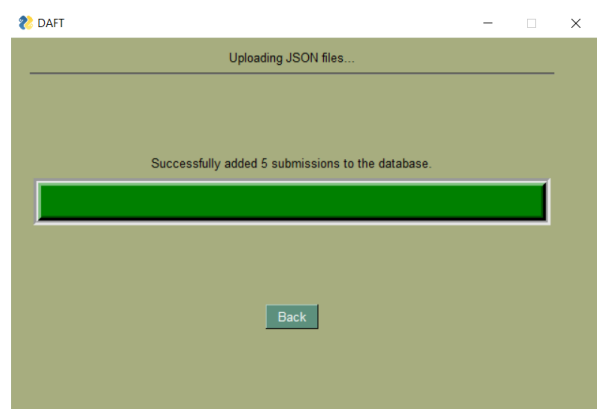 DAFT
Uploading JSON files...
Successfully added 5 submissions to the database.
Back